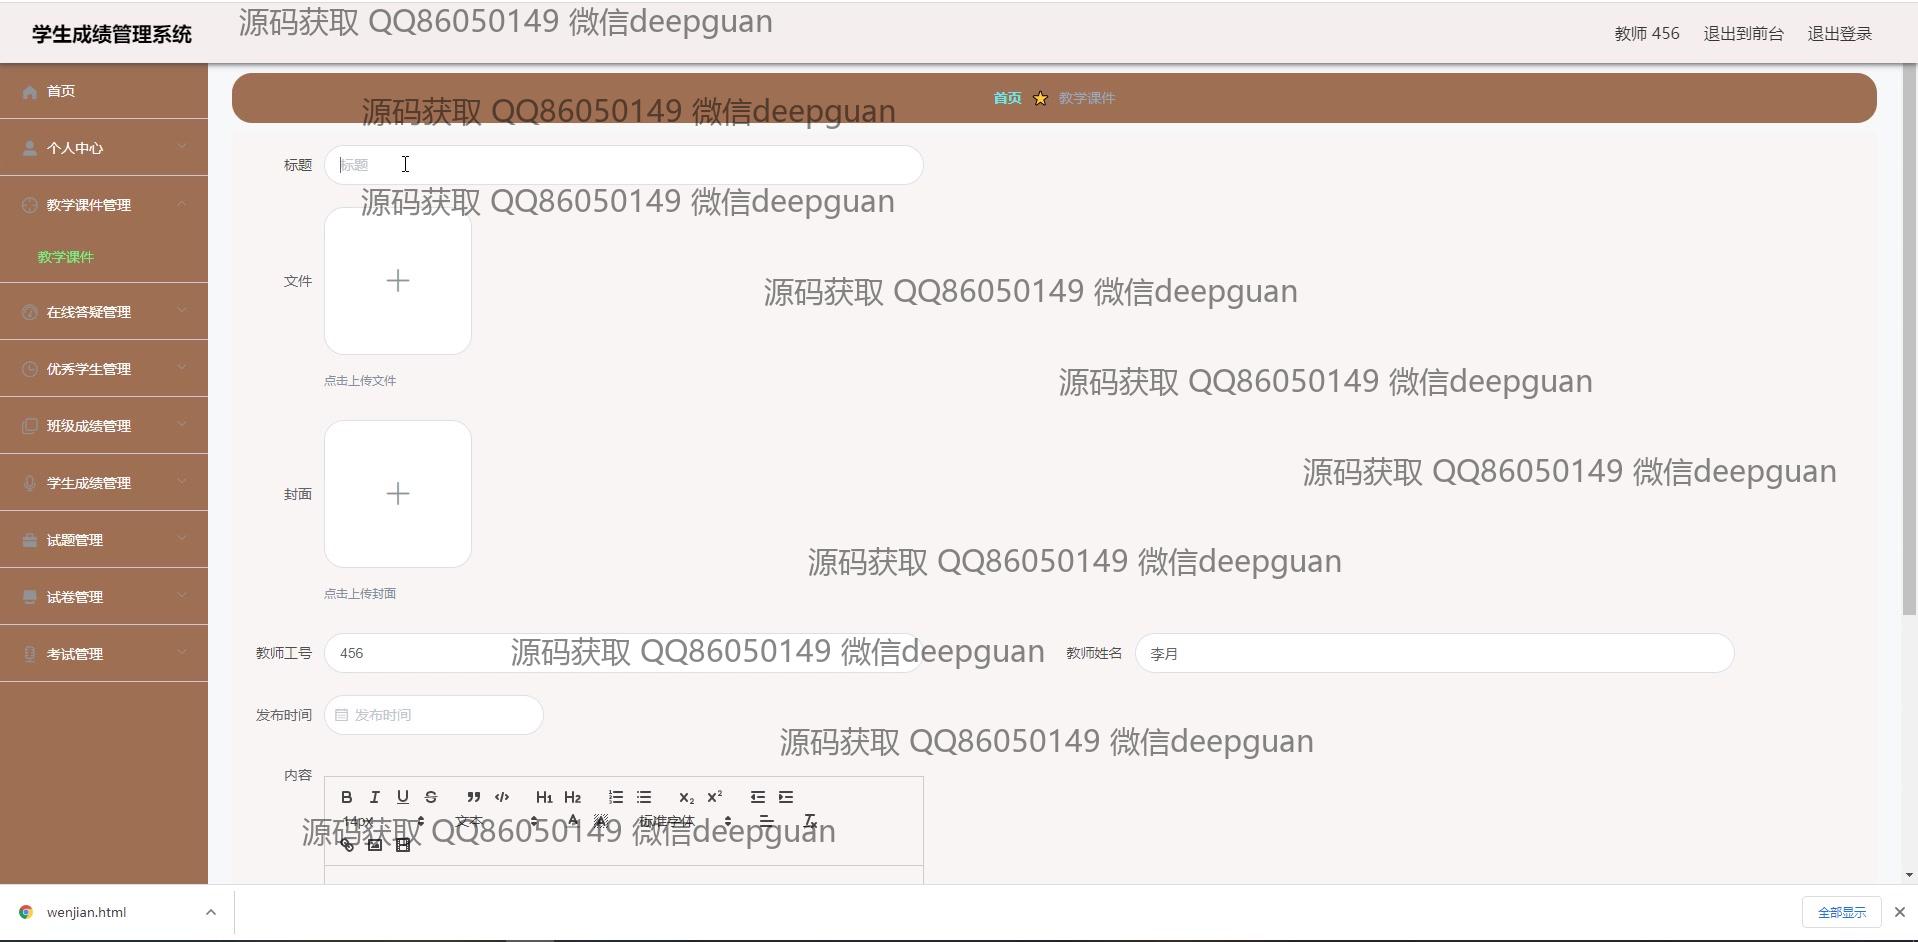 学生成绩管理系统
源码获取 QQ86050149 微信deepguan
教师 456 退出到前台 退出登录
首页
个人中心
教学课件管理
教学课件
在线答疑管理
优秀学生管理
班级成绩管理
学生成绩管理
试题管理
试卷管理
考试管理
首页 教学课件
源码获取 QQ86050149 微信deepguan
标题 标题
源码获取 QQ86050149 微信deepguan
文件
源码获取 QQ86050149 微信deepguan
点击上传文件
源码获取 QQ86050149 微信deepguan
源码获取 QQ86050149 微信deepguan
封面
源码获取 QQ86050149 微信deepguan
点击上传封面
教师工号 456
源码获取 QQ86050149 微信deepguan
教师姓名 李月
发布时间 发布时间
源码获取 QQ86050149 微信deepguan
内容
B I U S H1 H2 X2 X2
14px 文本 A A 标准字体 Tx
源码获取 QQ86050149 微信deepguan
wenjian.html
全部显示